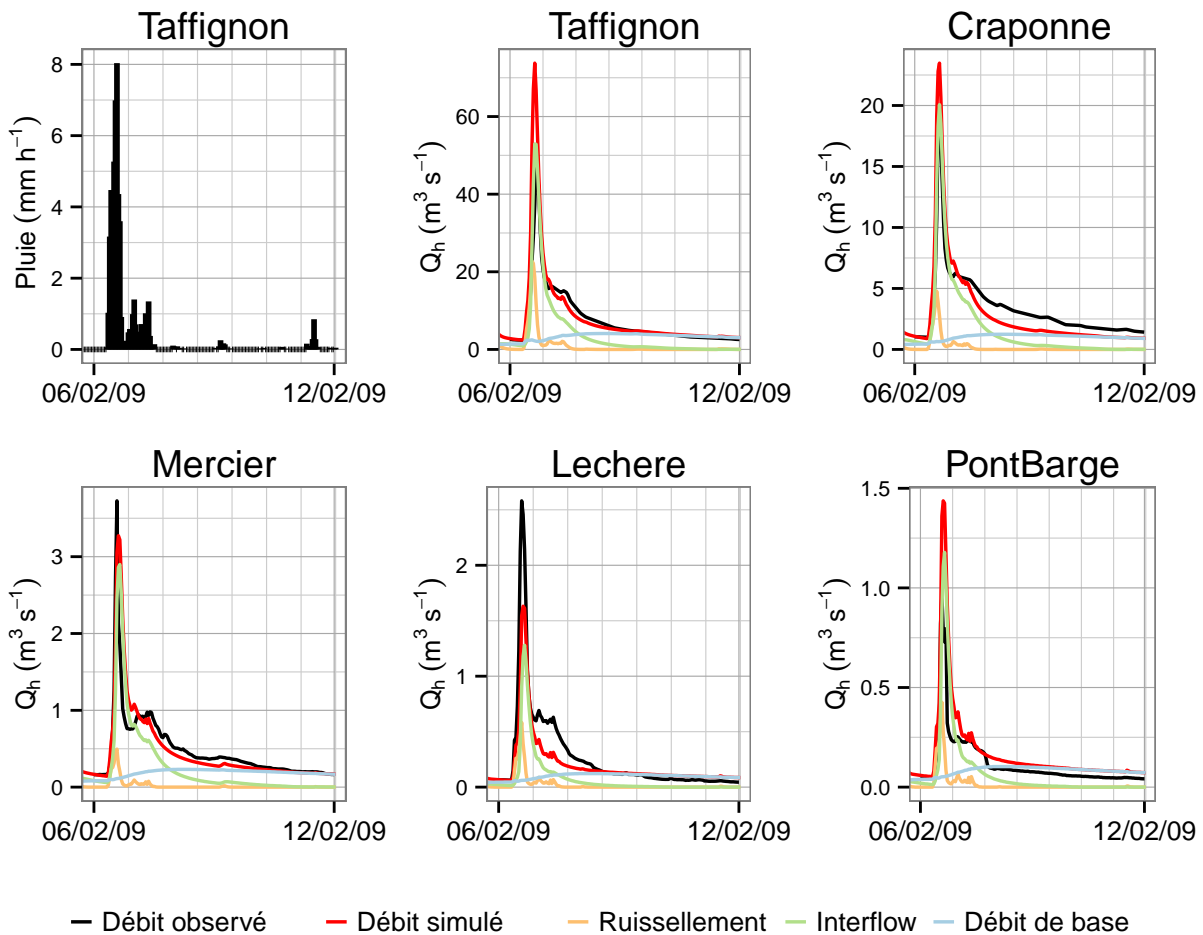 Taffignon
Taffignon
Craponne
Pluie (mm h⁻¹)
8
6
4
2
0
06/02/09
12/02/09
Qₕ (m³ s⁻¹)
60
40
20
0
06/02/09
12/02/09
Qₕ (m³ s⁻¹)
20
15
10
5
0
06/02/09
12/02/09
Mercier
Lechere
PontBarge
Qₕ (m³ s⁻¹)
3
2
1
0
06/02/09
12/02/09
Qₕ (m³ s⁻¹)
2
1
0
06/02/09
12/02/09
Qₕ (m³ s⁻¹)
1.5
1.0
0.5
0.0
06/02/09
12/02/09
Débit observé
Débit simulé
Ruissellement
Interflow
Débit de base